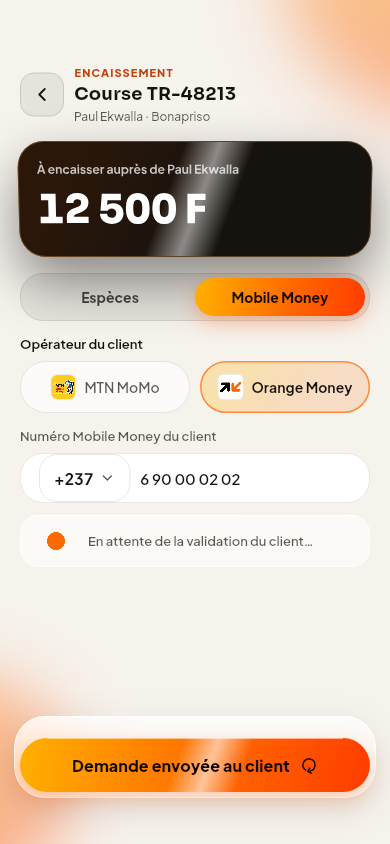 ENCAISSEMENT
Course TR-48213
Paul Ekwalla · Bonapriso
À encaisser auprès de Paul Ekwalla
12 500 F
Espèces
Mobile Money
Opérateur du client
MTN MoMo
Orange Money
Numéro Mobile Money du client
+237
6 90 00 02 02
En attente de la validation du client…
Demande envoyée au client